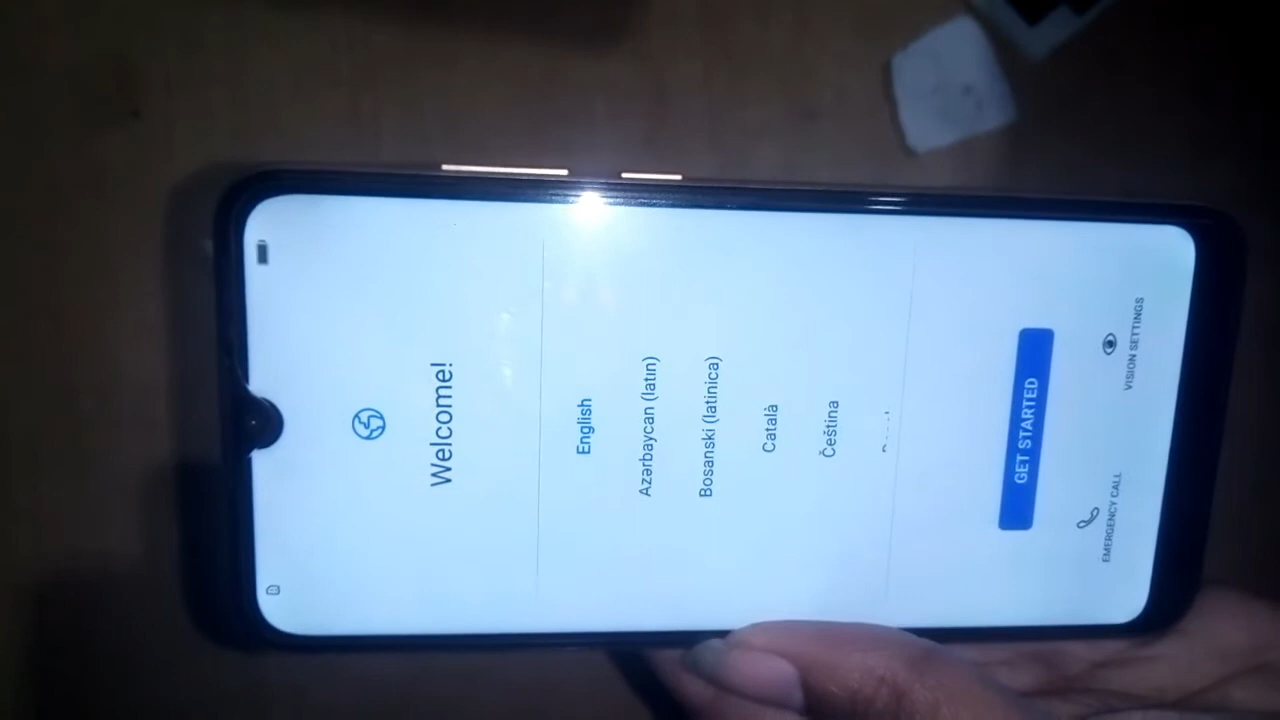 Welcome!
English
Azərbaycan (latın)
Bosanski (latinica)
Català
Čeština
GET STARTED
EMERGENCY CALL
VISION SETTINGS